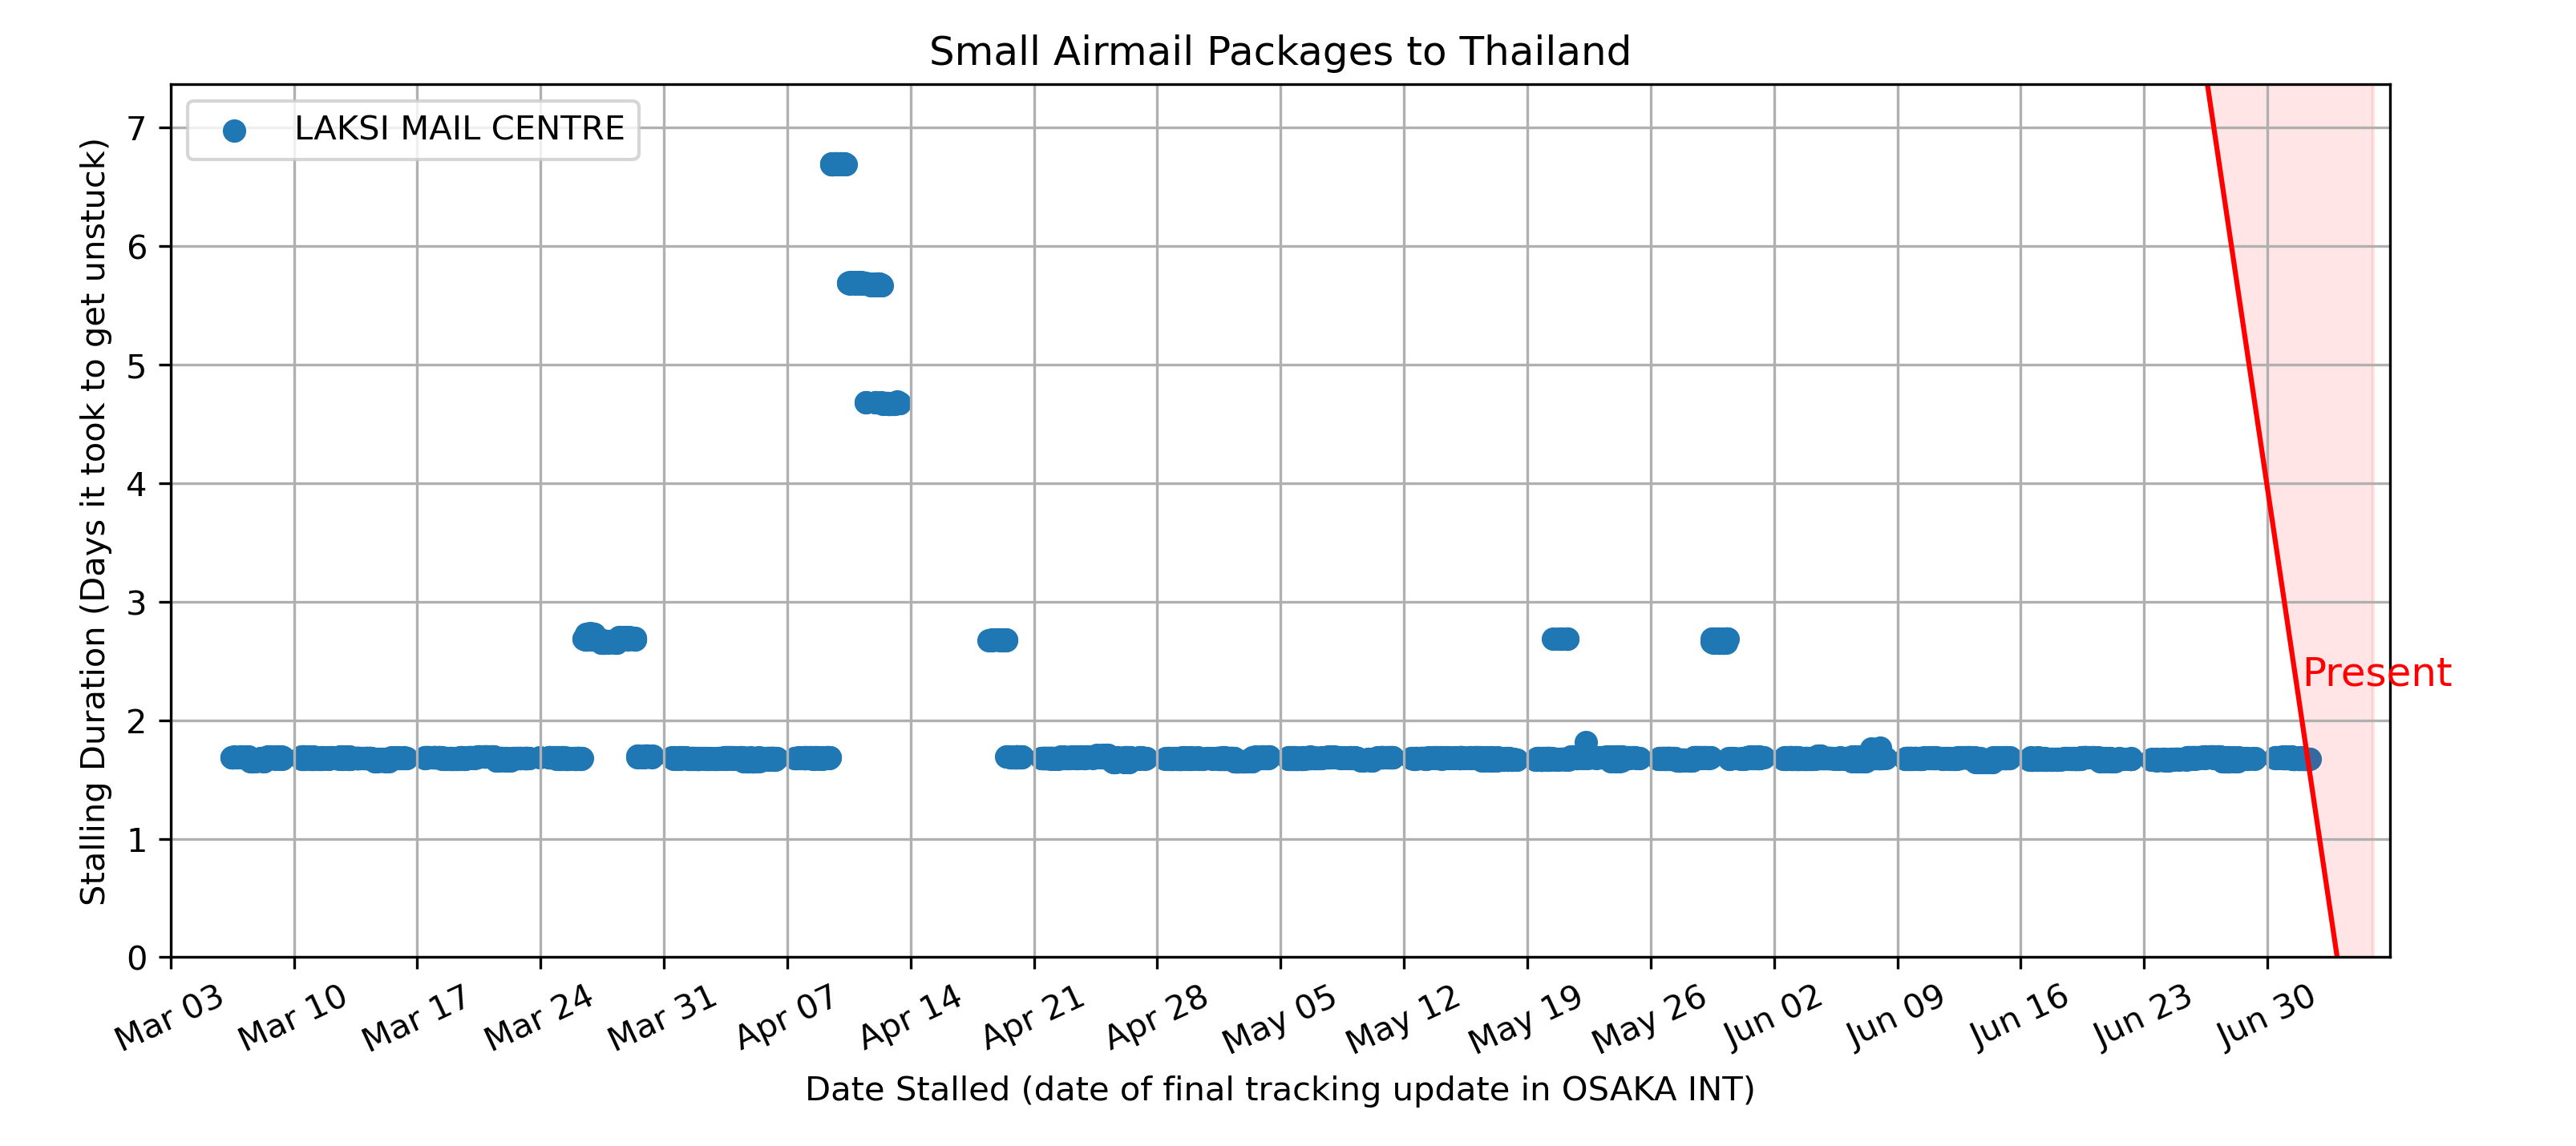 Small Airmail Packages to Thailand
LAKSI MAIL CENTRE
Stalling Duration (Days it took to get unstuck)
7
6
5
4
3
2
1
0
Present
Mar 03
Mar 10
Mar 17
Mar 24
Mar 31
Apr 07
Apr 14
Apr 21
Apr 28
May 05
May 12
May 19
May 26
Jun 02
Jun 09
Jun 16
Jun 23
Jun 30
Date Stalled (date of final tracking update in OSAKA INT)